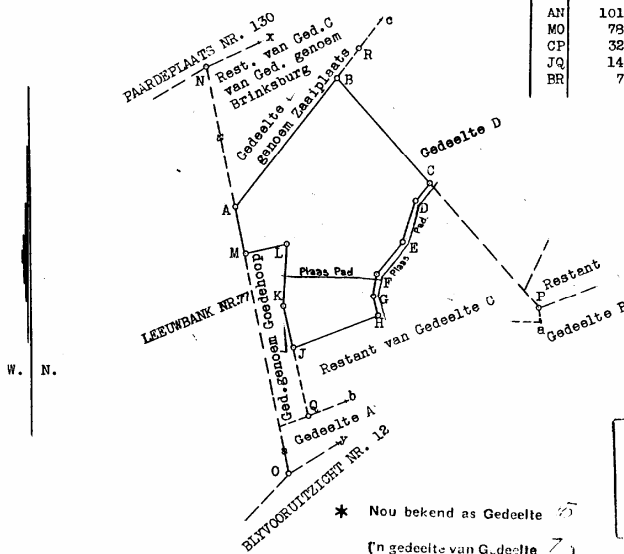 AN 101
MO 78
CP 32
JQ 14
BR 7
PAARDEPLAATS NR. 130
x
c
N
R
Rest. van Ged.C
van Ged. genoem
Brinksburg
B
Gedeelte
genoem Zaaiplaats
Gedeelte D
C
A
D
E
Plaas Pad
M
L
Plaas Pad
F
G
K
H
J
LEEUWBANK NR. 77
Ged.genoem Goedehoop
Restant
P
a
Gedeelte
Restant van Gedeelte C
W. N.
Q
b
Gedeelte A
y
O
BLYVOORUITZICHT NR. 12
* Nou bekend as Gedeelte
('n gedeelte van Gedeelte